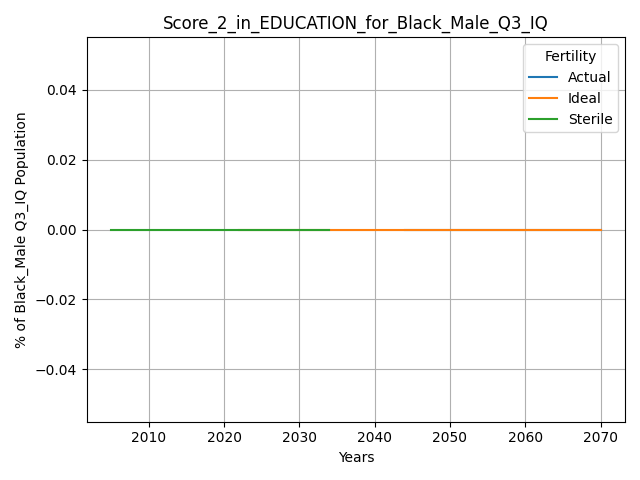 Score_2_in_EDUCATION_for_Black_Male_Q3_IQ
Fertility
Actual
Ideal
Sterile
% of Black_Male Q3_IQ Population
0.04
0.02
0.00
−0.02
−0.04
2010 2020 2030 2040 2050 2060 2070
Years